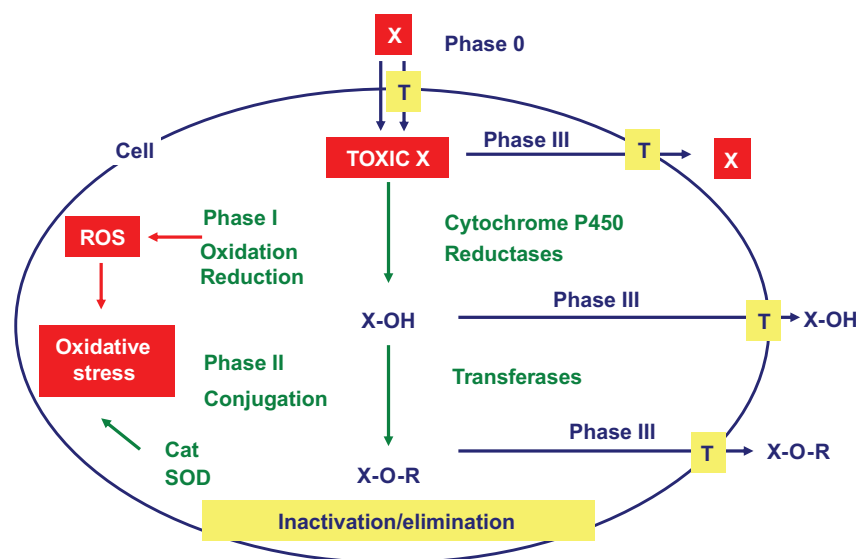 X
Phase 0
T
Cell
TOXIC X
Phase III
T
X
Phase I
Oxidation
Reduction
ROS
Cytochrome P450
Reductases
X-OH
Phase III
T
X-OH
Oxidative
stress
Phase II
Conjugation
Transferases
Cat
SOD
X-O-R
Phase III
T
X-O-R
Inactivation/elimination